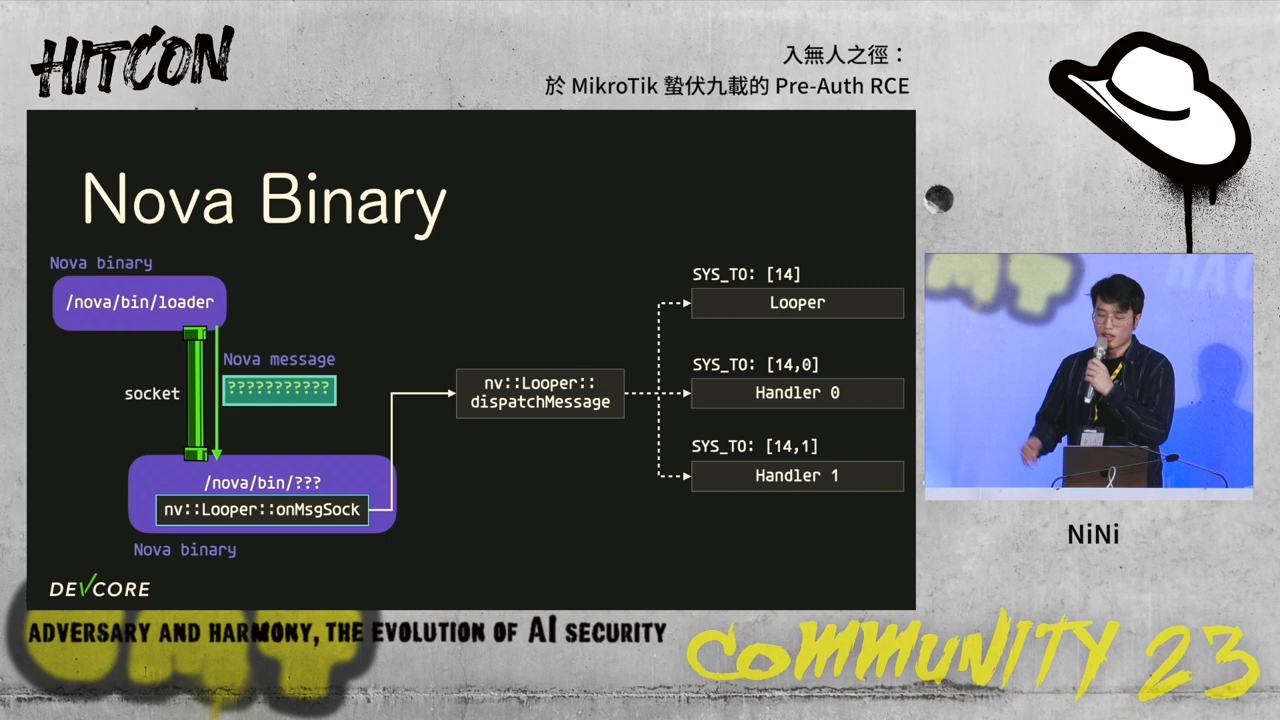 HITCON
入無人之徑：
於 MikroTik 蟄伏九載的 Pre-Auth RCE
Nova Binary
Nova binary
/nova/bin/loader
socket
Nova message
???????????
/nova/bin/???
nv::Looper::onMsgSock
Nova binary
nv::Looper::
dispatchMessage
SYS_TO: [14]
Looper
SYS_TO: [14,0]
Handler 0
SYS_TO: [14,1]
Handler 1
DEVCORE
NiNi
ADVERSARY AND HARMONY, THE EVOLUTION OF AI SECURITY
COMMUNITY 23